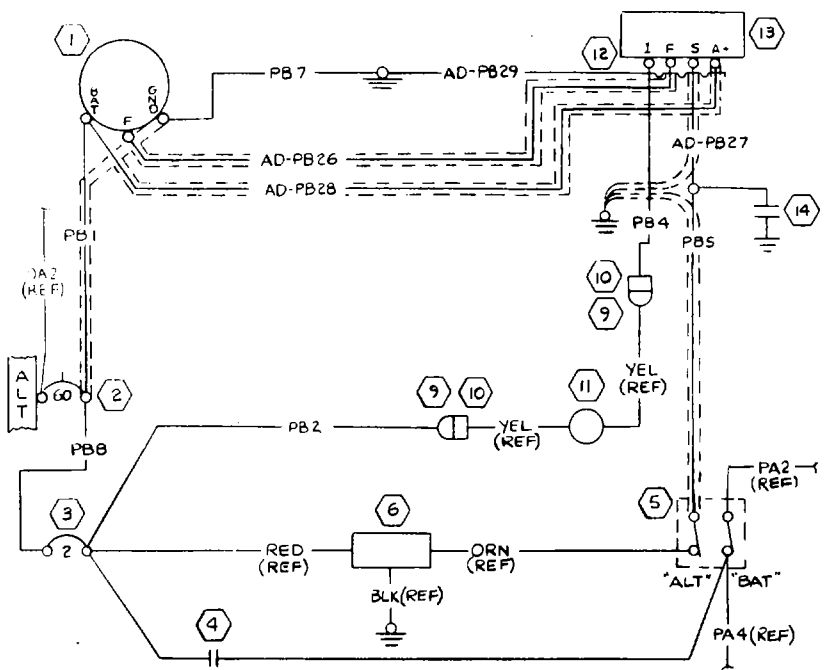 1
12
13
I F S A+
BAT
GND
F
PB7
AD-PB29
AD-PB26
AD-PB27
AD-PB28
14
PB1
PB4
PB5
DA2
(REF)
10
9
ALT
60
2
9 10
11
YEL
(REF)
PB2
YEL
(REF)
PB8
PA2
(REF)
3
6
5
2
RED
(REF)
ORN
(REF)
"ALT" "BAT"
BLK(REF)
4
PA4(REF)